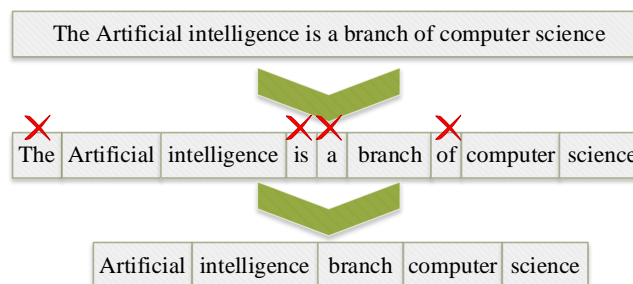 The Artificial intelligence is a branch of computer science
The Artificial intelligence is a branch of computer science
Artificial intelligence branch computer science